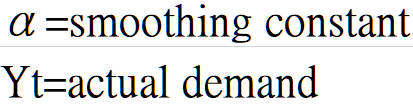 α =smoothing constant
Yt=actual demand